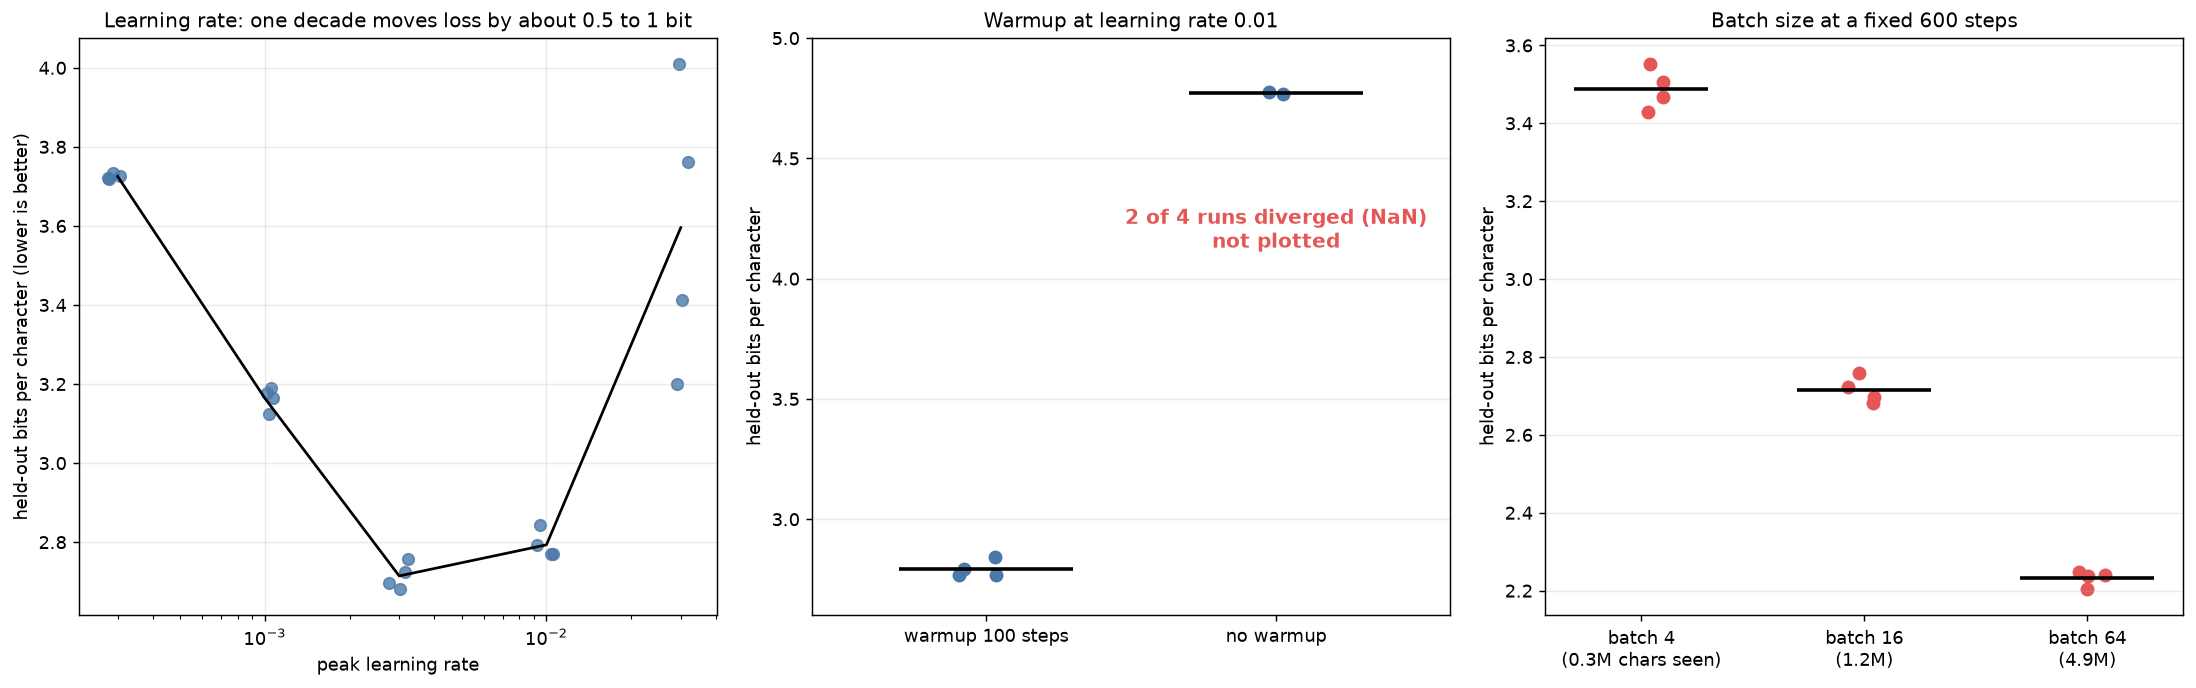 Learning rate: one decade moves loss by about 0.5 to 1 bit
held-out bits per character (lower is better)
4.0
3.8
3.6
3.4
3.2
3.0
2.8
10⁻³
10⁻²
peak learning rate
Warmup at learning rate 0.01
held-out bits per character
5.0
4.5
4.0
3.5
3.0
2 of 4 runs diverged (NaN)
not plotted
warmup 100 steps
no warmup
Batch size at a fixed 600 steps
held-out bits per character
3.6
3.4
3.2
3.0
2.8
2.6
2.4
2.2
batch 4
(0.3M chars seen)
batch 16
(1.2M)
batch 64
(4.9M)